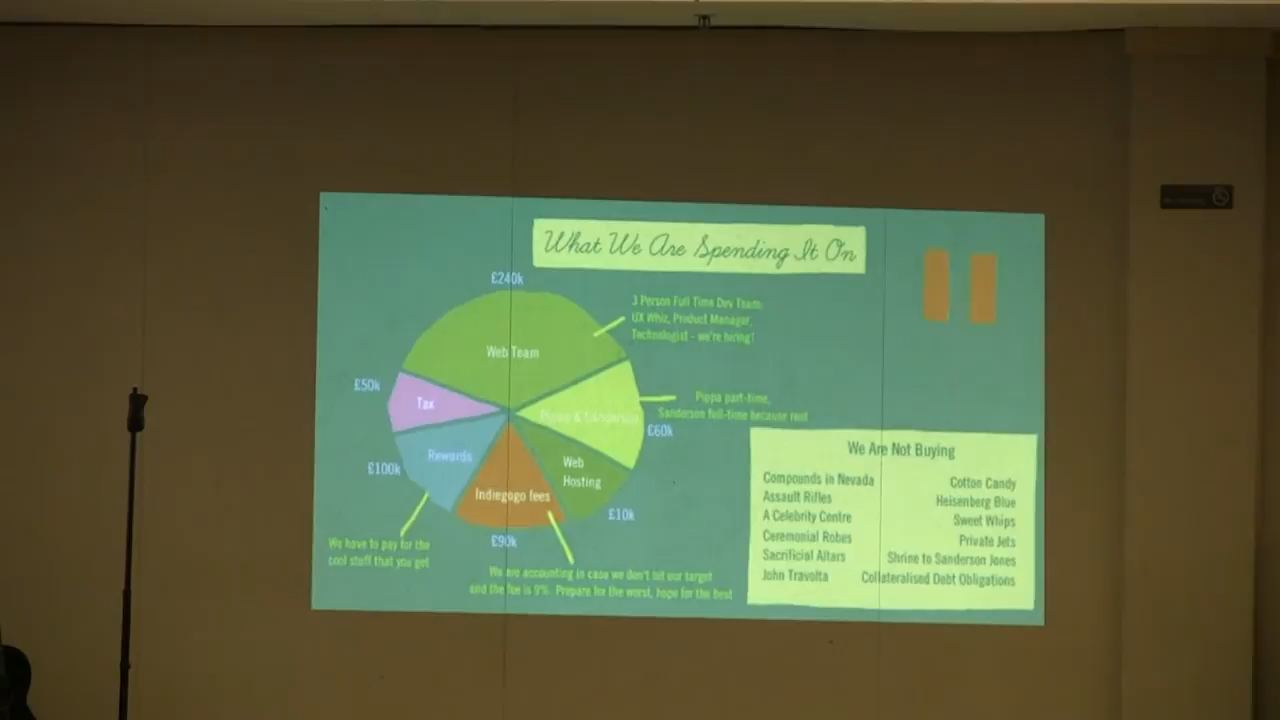 What We Are Spending It On
£240k
3 Person Full Time Dev Team:
UX Whiz, Product Manager,
Technologist - we're hiring!
Web Team
£50k
Tax
Pippa part-time,
Sanderson full-time because rent
Pippa & Sanderson
£60k
£100k
Rewards
Web
Hosting
£10k
Indiegogo fees
£90k
We have to pay for the
cool stuff that you get
We are accounting in case we don't hit our target
and the fee is 9%. Prepare for the worst, hope for the best
We Are Not Buying
Compounds in Nevada
Assault Rifles
A Celebrity Centre
Ceremonial Robes
Sacrificial Altars
John Travolta
Cotton Candy
Heisenberg Blue
Sweet Whips
Private Jets
Shrine to Sanderson Jones
Collateralised Debt Obligations